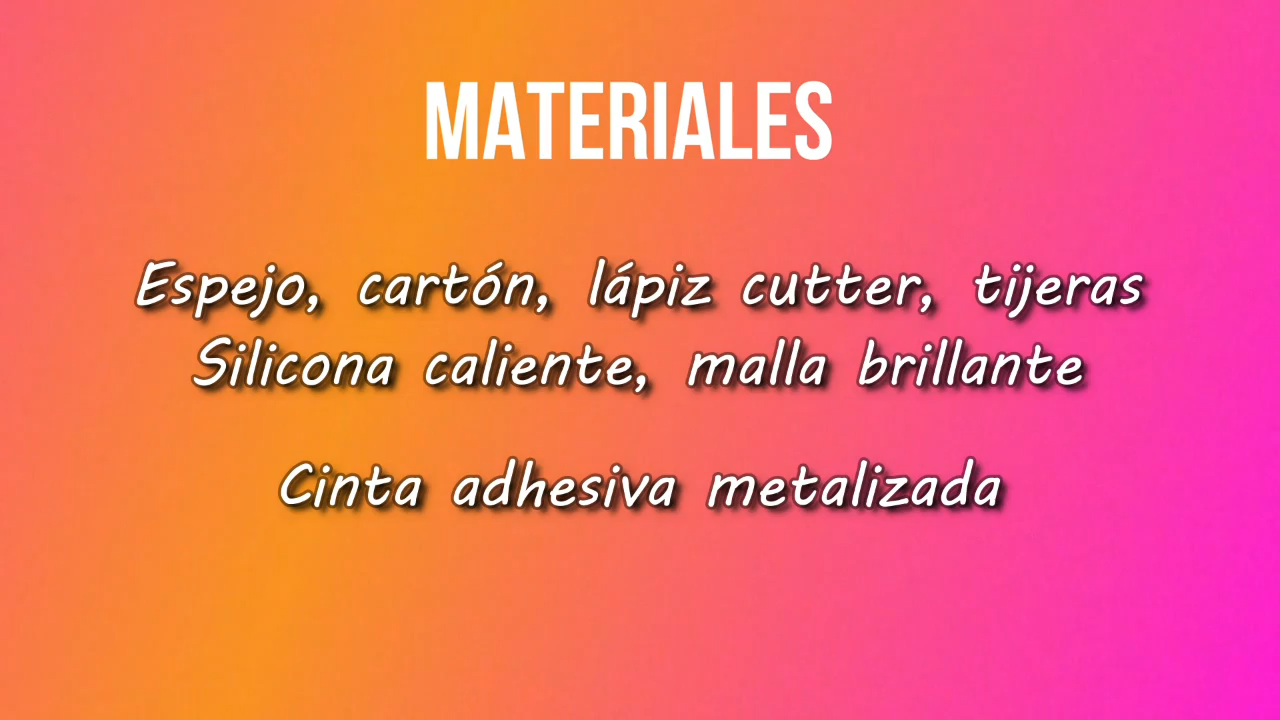 MATERIALES
Espejo, cartón, lápiz cutter, tijeras
Silicona caliente, malla brillante
Cinta adhesiva metalizada